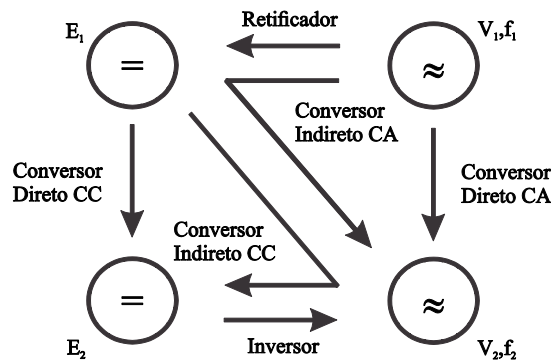 Retificador
E1
V1,f1
=
≈
Conversor
Indireto CA
Conversor
Direto CC
Conversor
Direto CA
Conversor
Indireto CC
=
≈
E2
Inversor
V2,f2